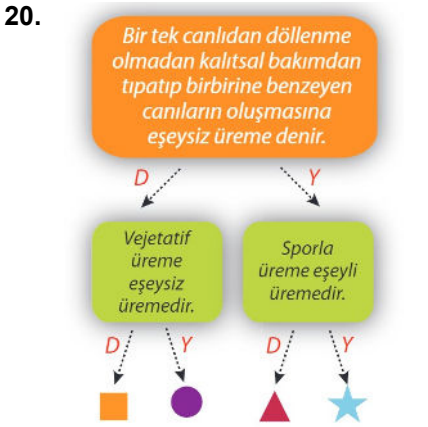 20.
Bir tek canlıdan döllenme
olmadan kalıtsal bakımdan
tıpatıp birbirine benzeyen
canıların oluşmasına
eşeysiz üreme denir.
D Y
Vejetatif
üreme
eşeysiz
üremedir.
Sporla
üreme eşeyli
üremedir.
D Y D Y